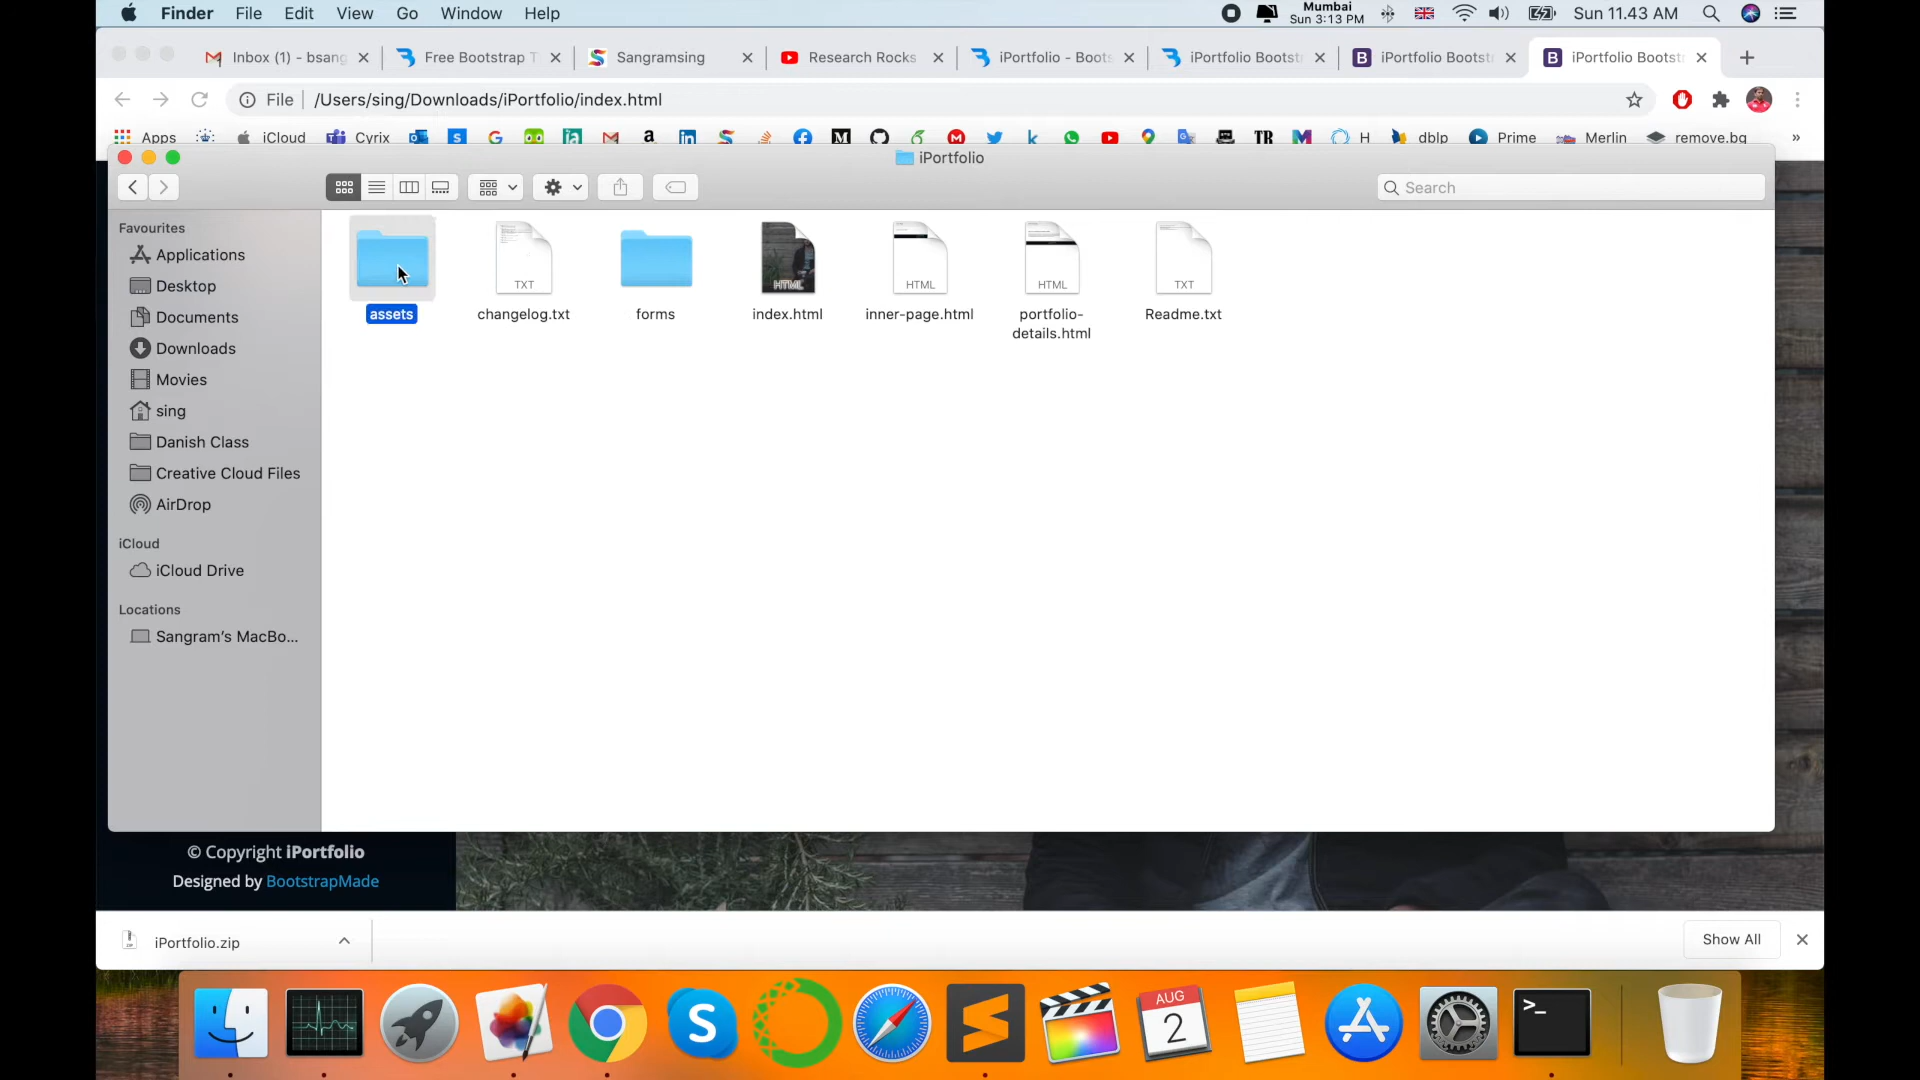 Finder File Edit View Go Window Help Mumbai Sun 3:13 PM Sun 11.43 AM
Inbox (1) - bsang Free Bootstrap T Sangramsing Research Rocks iPortfolio - Boots iPortfolio Bootstr iPortfolio Bootstr iPortfolio Bootstr
File /Users/sing/Downloads/iPortfolio/index.html
Apps iCloud Cyrix H dblp Prime Merlin remove.bg
iPortfolio
Search
Favourites
Applications
Desktop
Documents
Downloads
Movies
sing
Danish Class
Creative Cloud Files
AirDrop
iCloud
iCloud Drive
Locations
Sangram's MacBo...
TXT HTML HTML HTML TXT
assets changelog.txt forms index.html inner-page.html portfolio- Readme.txt
details.html
© Copyright iPortfolio
Designed by BootstrapMade
iPortfolio.zip Show All
AUG
2